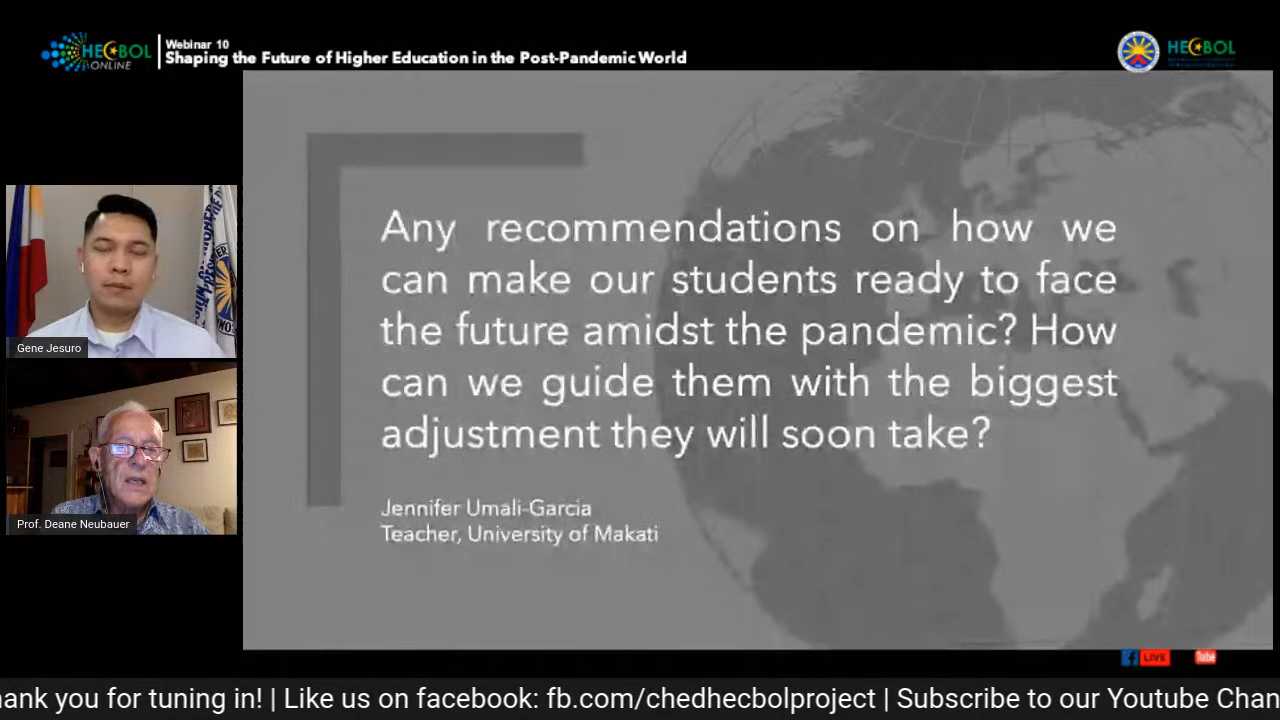 HECBOL
ONLINE
Webinar 10
Shaping the Future of Higher Education in the Post-Pandemic World
HECBOL
Any recommendations on how we
can make our students ready to face
the future amidst the pandemic? How
can we guide them with the biggest
adjustment they will soon take?
Jennifer Umali-Garcia
Teacher, University of Makati
Gene Jesuro
Prof. Deane Neubauer
LIVE
Tube
hank you for tuning in! | Like us on facebook: fb.com/chedhecbolproject | Subscribe to our Youtube Chan